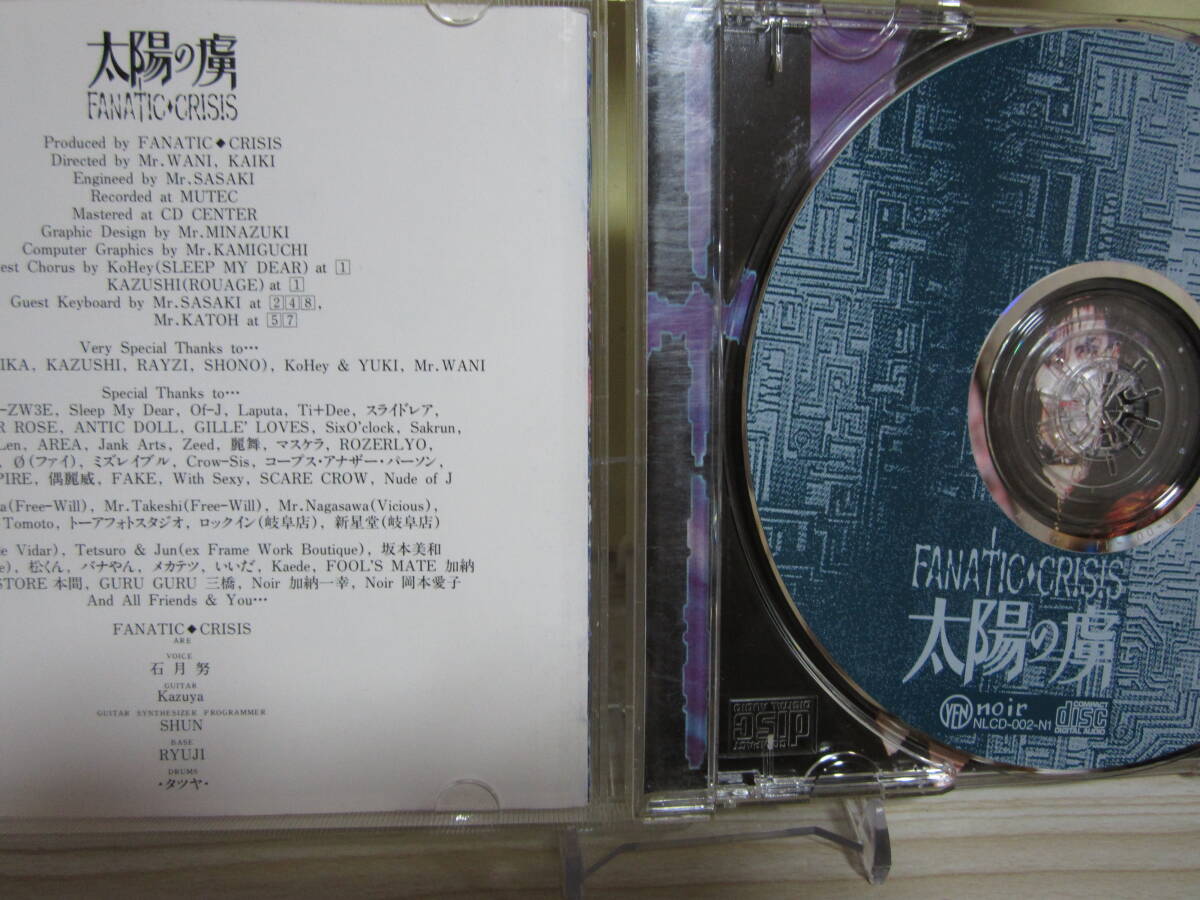 太陽の虜
FANATIC◆CRISIS
Produced by FANATIC◆CRISIS
Directed by Mr.WANI, KAIKI
Engineed by Mr.SASAKI
Recorded at MUTEC
Mastered at CD CENTER
Graphic Design by Mr.MINAZUKI
Computer Graphics by Mr.KAMIGUCHI
est Chorus by KoHey(SLEEP MY DEAR) at 1
KAZUSHI(ROUAGE) at 1
Guest Keyboard by Mr.SASAKI at 2 4 8,
Mr.KATOH at 5 7
Very Special Thanks to…
IKA, KAZUSHI, RAYZI, SHONO), KoHey & YUKI, Mr.WANI
Special Thanks to…
-ZW3E, Sleep My Dear, Of-J, Laputa, Ti+Dee, スライドレア,
R ROSE, ANTIC DOLL, GILLE' LOVES, SixO'clock, Sakrun,
Len, AREA, Jank Arts, Zeed, 麗舞, マスケラ, ROZERLYO,
, Ø(ファイ), ミズレイブル, Crow-Sis, コープス・アナザー・パーソン,
PIRE, 偶麗威, FAKE, With Sexy, SCARE CROW, Nude of J
a(Free-Will), Mr.Takeshi(Free-Will), Mr.Nagasawa(Vicious),
Tomoto, トーアフォトスタジオ, ロックイン(岐阜店), 新星堂(岐阜店)
e Vidar), Tetsuro & Jun(ex Frame Work Boutique), 坂本美和
e), 松くん, バナやん, メカテツ, いいだ, Kaede, FOOL'S MATE 加納
STORE 本間, GURU GURU 三橋, Noir 加納一幸, Noir 岡本愛子
And All Friends & You…
FANATIC◆CRISIS
ARE
VOICE
石月努
GUITAR
Kazuya
GUITAR SYNTHESIZER PROGRAMMER
SHUN
BASE
RYUJI
DRUMS
・タツヤ・
COMPACT
disc
DIGITAL AUDIO
FANATIC◆CRISIS
太陽の虜
YEN noir
NLCD-002-N1
COMPACT
disc
DIGITAL AUDIO